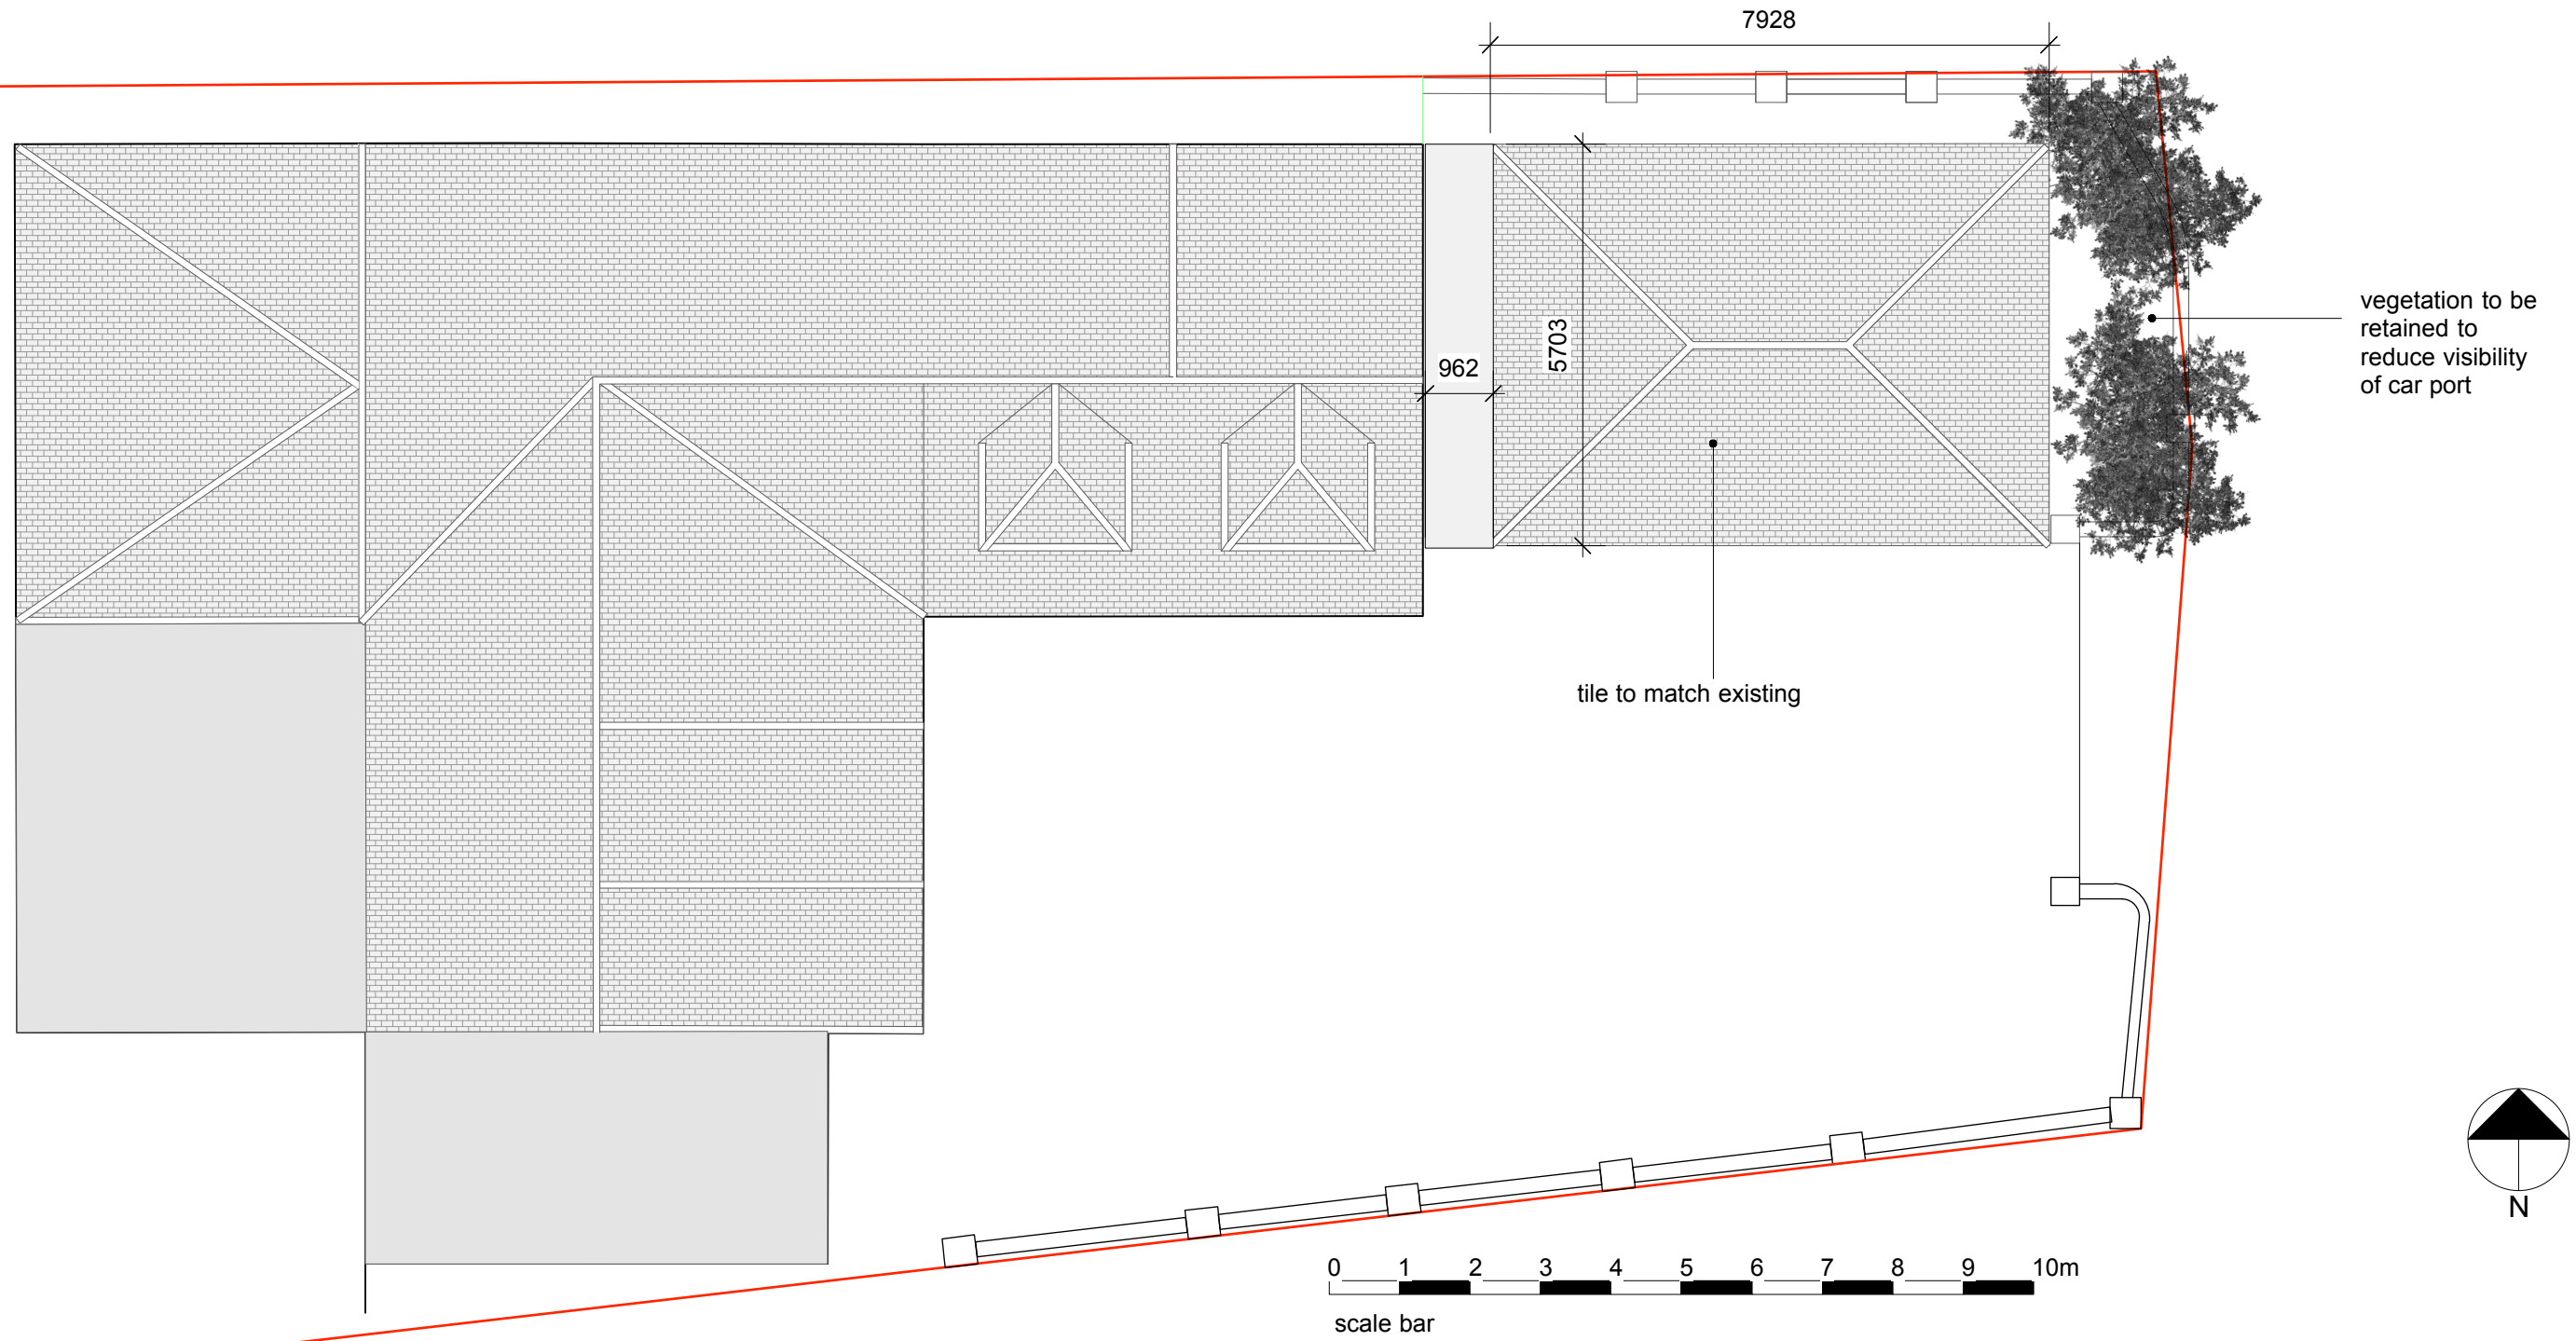 7928
vegetation to be
retained to
reduce visibility
of car port
5703
962
tile to match existing
N
0 1 2 3 4 5 6 7 8 9 10m
scale bar